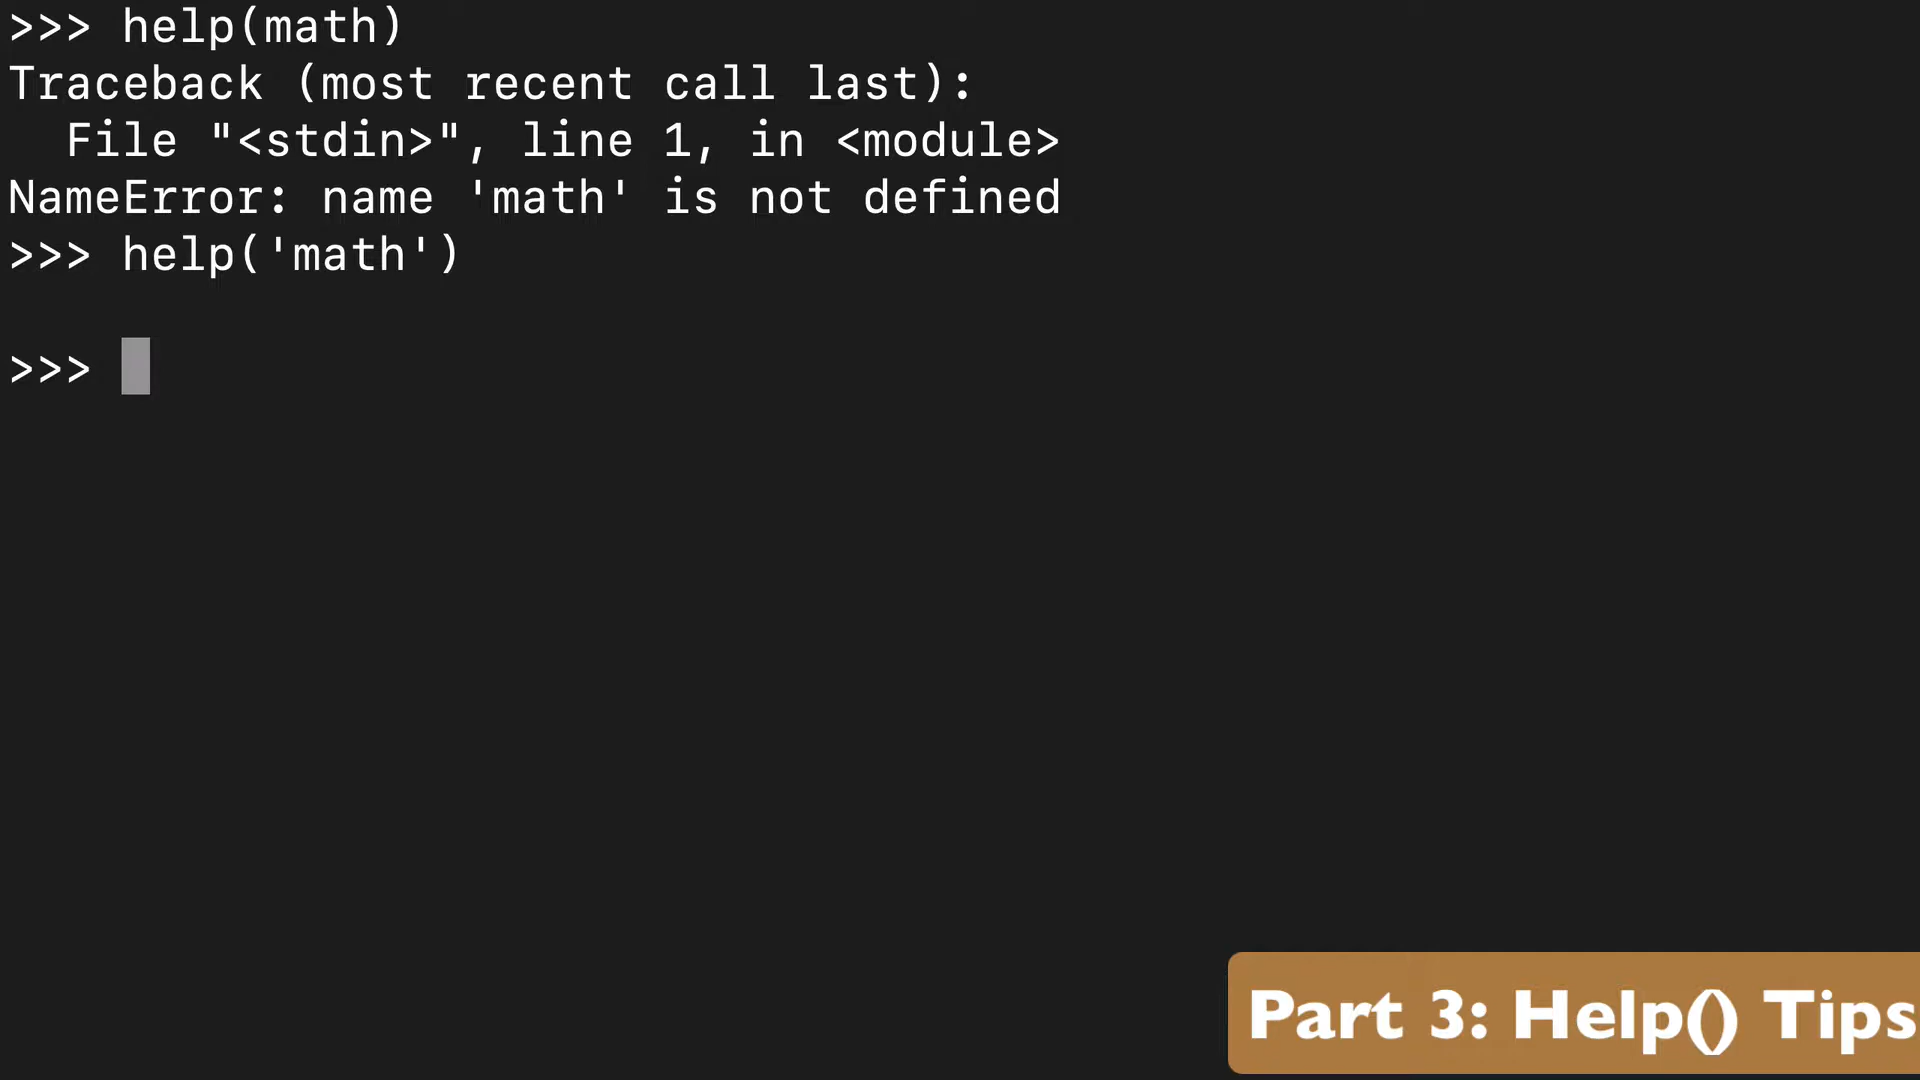 >>> help(math)
Traceback (most recent call last):
  File "<stdin>", line 1, in <module>
NameError: name 'math' is not defined
>>> help('math')
>>>
Part 3: Help() Tips